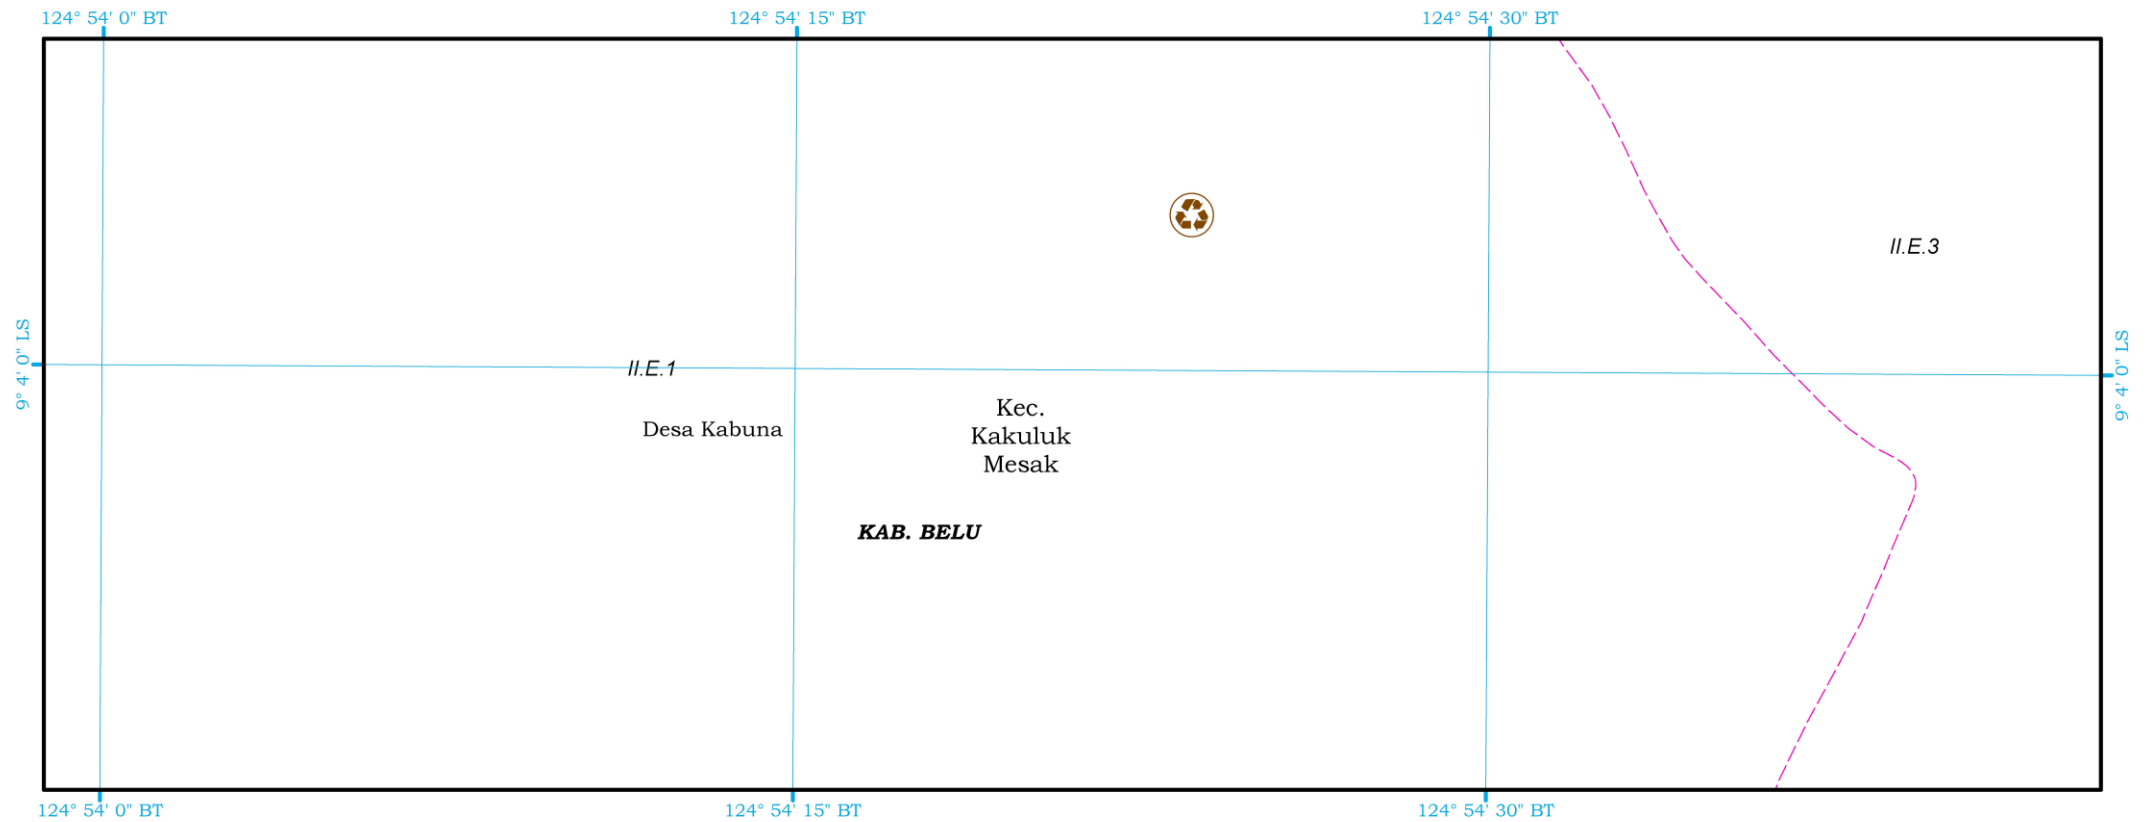 124° 54' 0" BT
124° 54' 15" BT
124° 54' 30" BT
II.E.3
9° 4' 0" LS
9° 4' 0" LS
II.E.1
Kec.
Kakuluk
Mesak
Desa Kabuna
KAB. BELU
124° 54' 0" BT
124° 54' 15" BT
124° 54' 30" BT